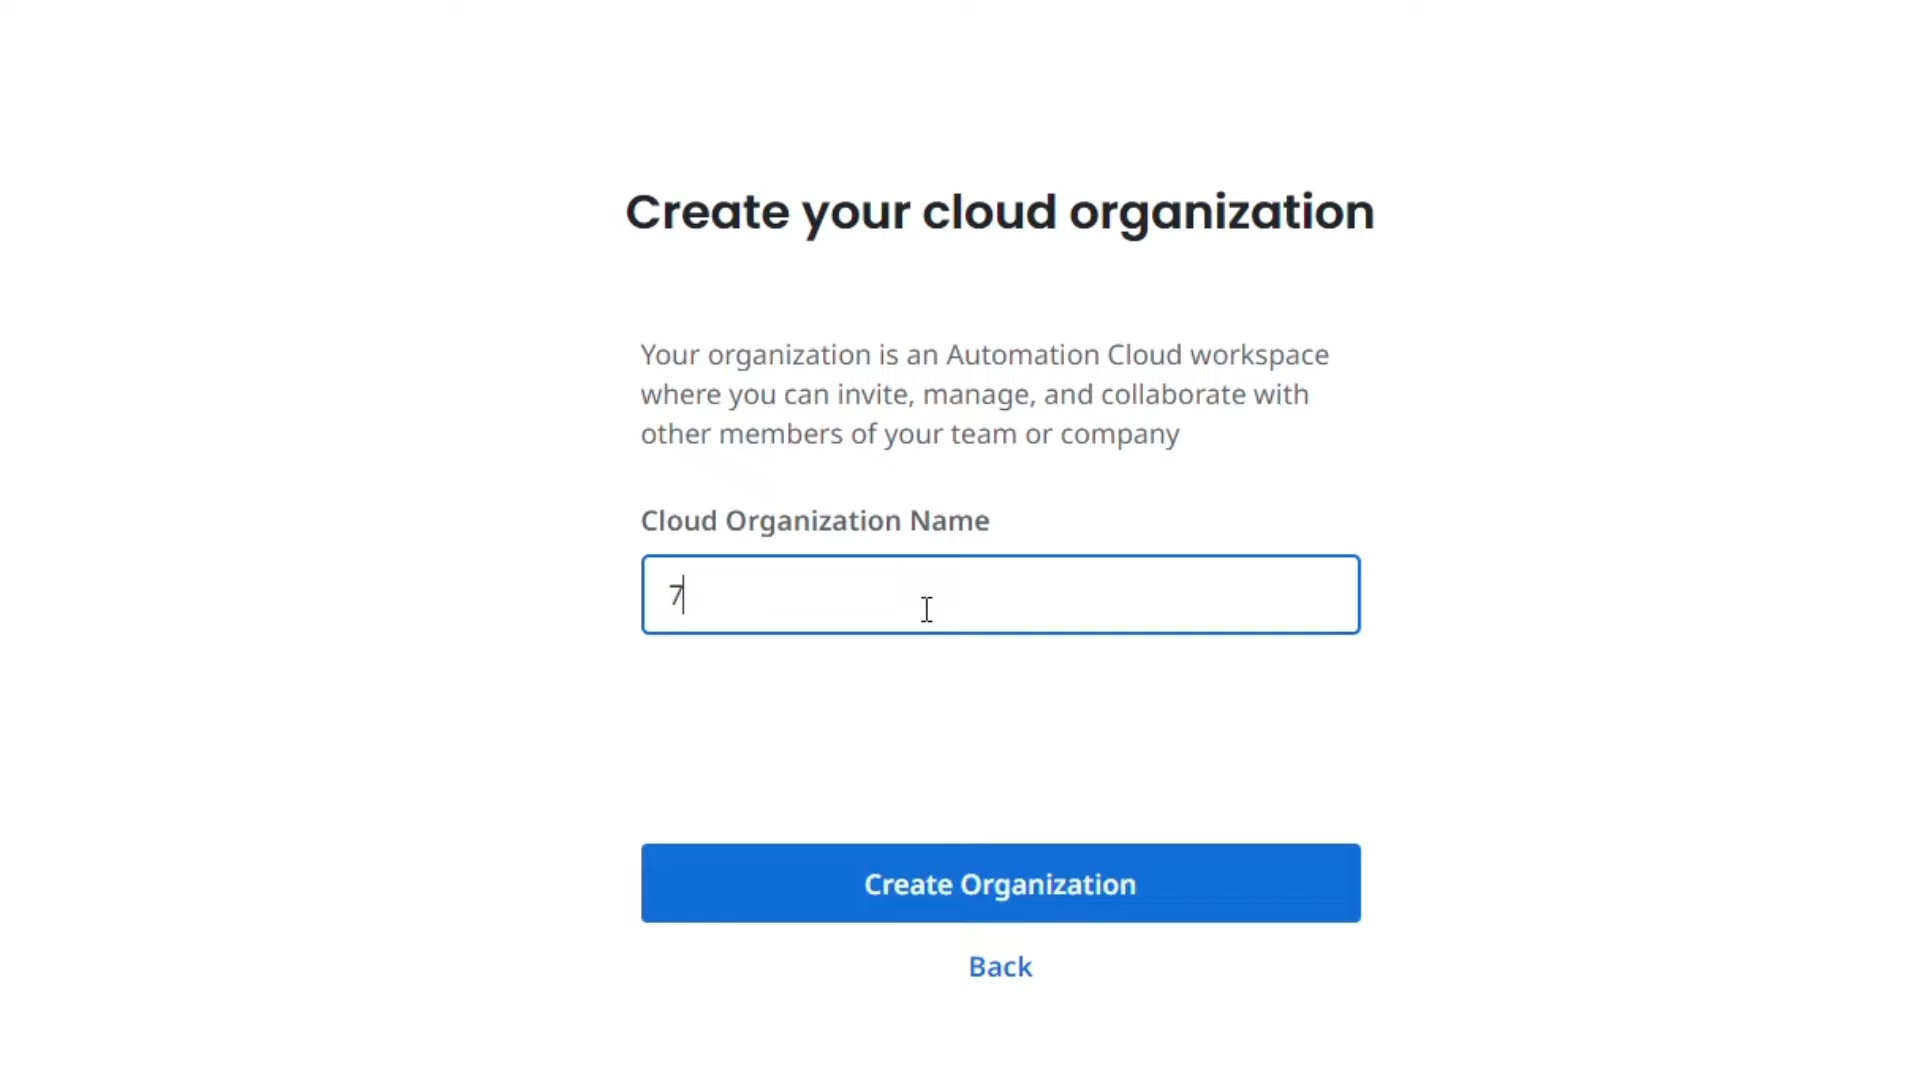 Create your cloud organization
Your organization is an Automation Cloud workspace
where you can invite, manage, and collaborate with
other members of your team or company
Cloud Organization Name
7
Create Organization
Back